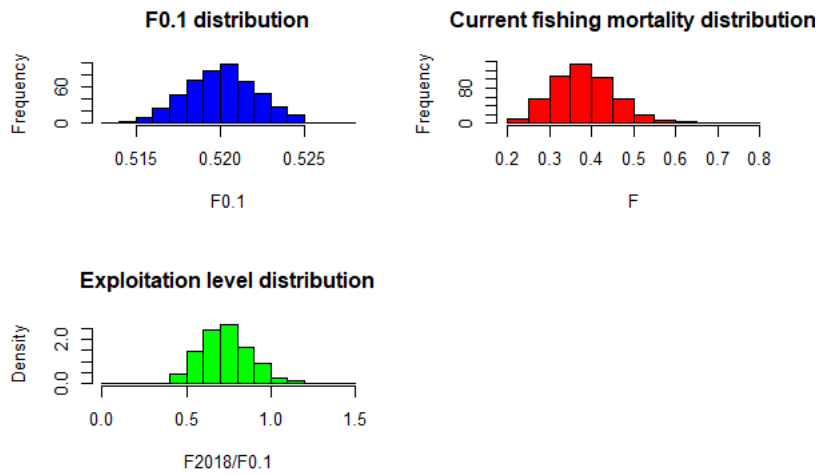 F0.1 distribution
Frequency
0 60
0.515 0.520 0.525
F0.1
Current fishing mortality distribution
Frequency
0 80
0.2 0.3 0.4 0.5 0.6 0.7 0.8
F
Exploitation level distribution
Density
0.0 2.0
0.0 0.5 1.0 1.5
F2018/F0.1